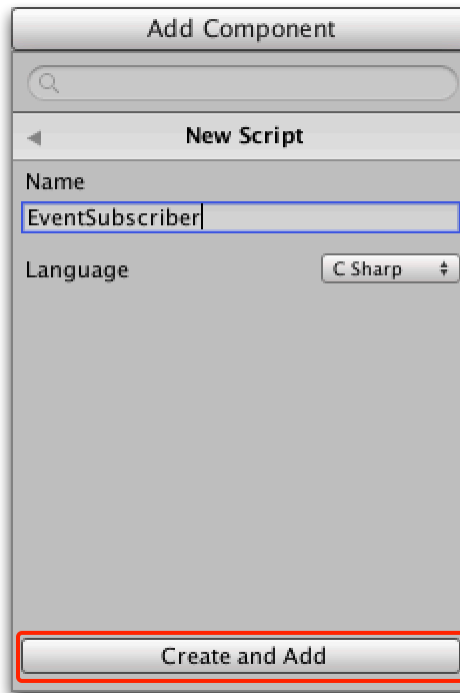 Add Component
New Script
Name
EventSubscriber
Language C Sharp
Create and Add